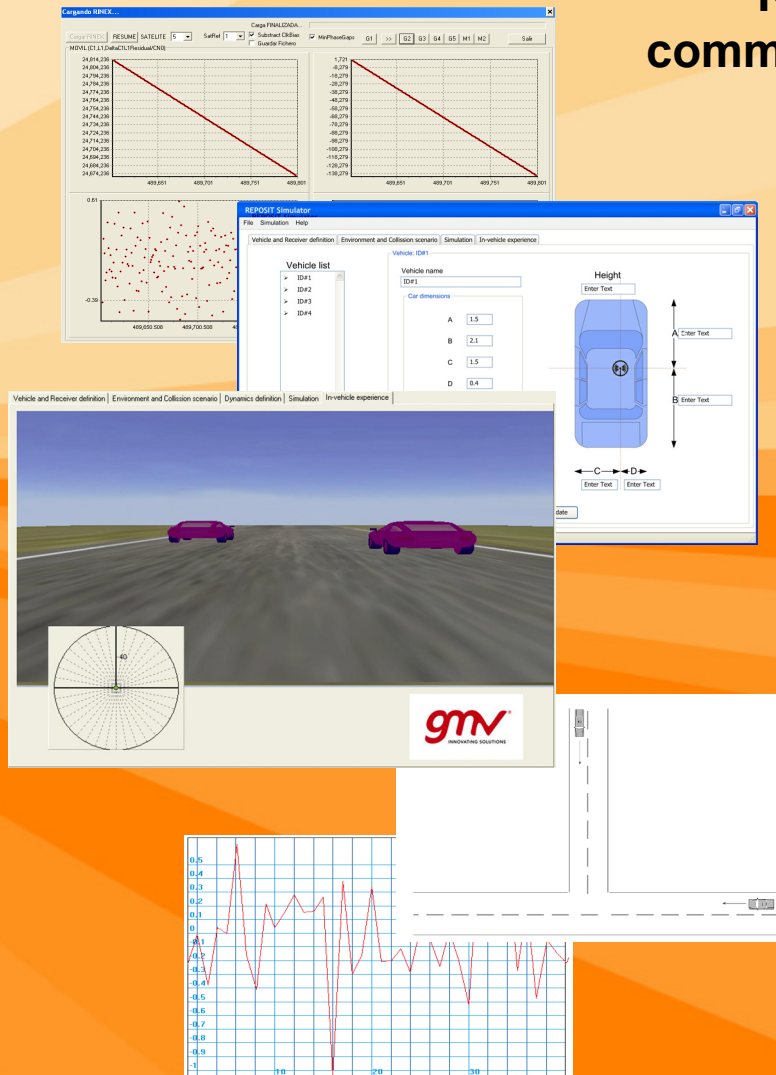 comm
Cargando RINEX...
Carga FINALIZADA...
Cargar RINEX RESUME SATELITE 5 SatRef 1 Substract ClkBias MinPhaseGaps G1 >> G2 G3 G4 G5 M1 M2 Salir
Guardar Fichero
MOVIL (C1,L1,DeltaC1L1Residual/CN0)
24,814,236
24,804,236
24,794,236
24,784,236
24,774,236
24,764,236
24,754,236
24,744,236
24,734,236
24,724,236
24,714,236
24,704,236
24,694,236
24,684,236
24,674,236
489,651 489,701 489,751 489,801
1,721
-8,279
-18,279
-28,279
-38,279
-48,279
-58,279
-68,279
-78,279
-88,279
-98,279
-108,279
-118,279
-128,279
-138,279
489,651 489,701 489,751 489,801
0.61
-0.39
489,650.508 489,700.508
REPOSIT Simulator
File Simulation Help
Vehicle and Receiver definition Environment and Collission scenario Simulation In-vehicle experience
Vehicle: ID#1
Vehicle list
ID#1
ID#2
ID#3
ID#4
Vehicle name
ID#1
Car dimensions
A 1.5
B 2.1
C 1.5
D 0.4
Height
Enter Text
A Enter Text
B Enter Text
C D
Enter Text Enter Text
date
Vehicle and Receiver definition Environment and Collission scenario Dynamics definition Simulation In-vehicle experience
40
gmv
INNOVATING SOLUTIONS
0.5
0.4
0.3
0.2
0.1
0
-0.1
-0.2
-0.3
-0.4
-0.5
-0.6
-0.7
-0.8
-0.9
-1
10 20 30